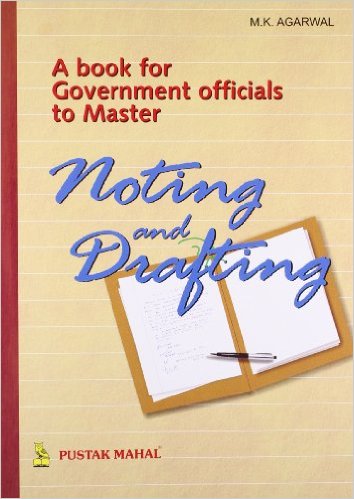 M.K. AGARWAL
A book for
Government officials
to Master
Noting
and
Drafting
PUSTAK MAHAL®